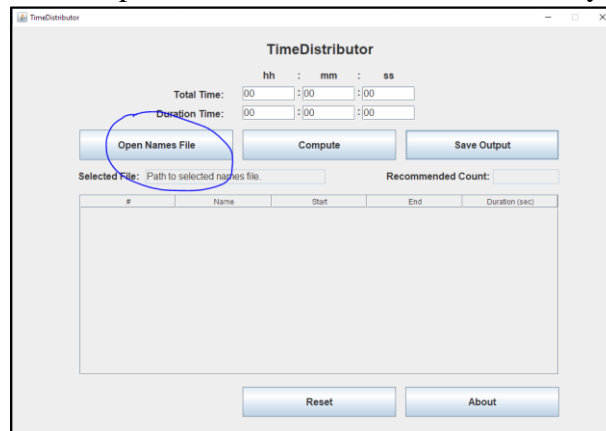 TimeDistributor
TimeDistributor
hh : mm : ss
Total Time: 00 : 00 : 00
Duration Time: 00 : 00 : 00
Open Names File Compute Save Output
Selected File: Path to selected names file. Recommended Count:
# Name Start End Duration (sec)
Reset About